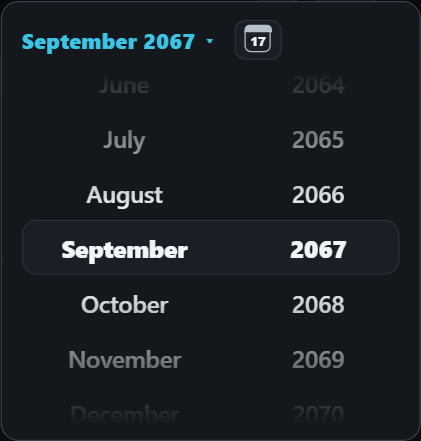 September 2067
17
June 2064
July 2065
August 2066
September 2067
October 2068
November 2069
December 2070